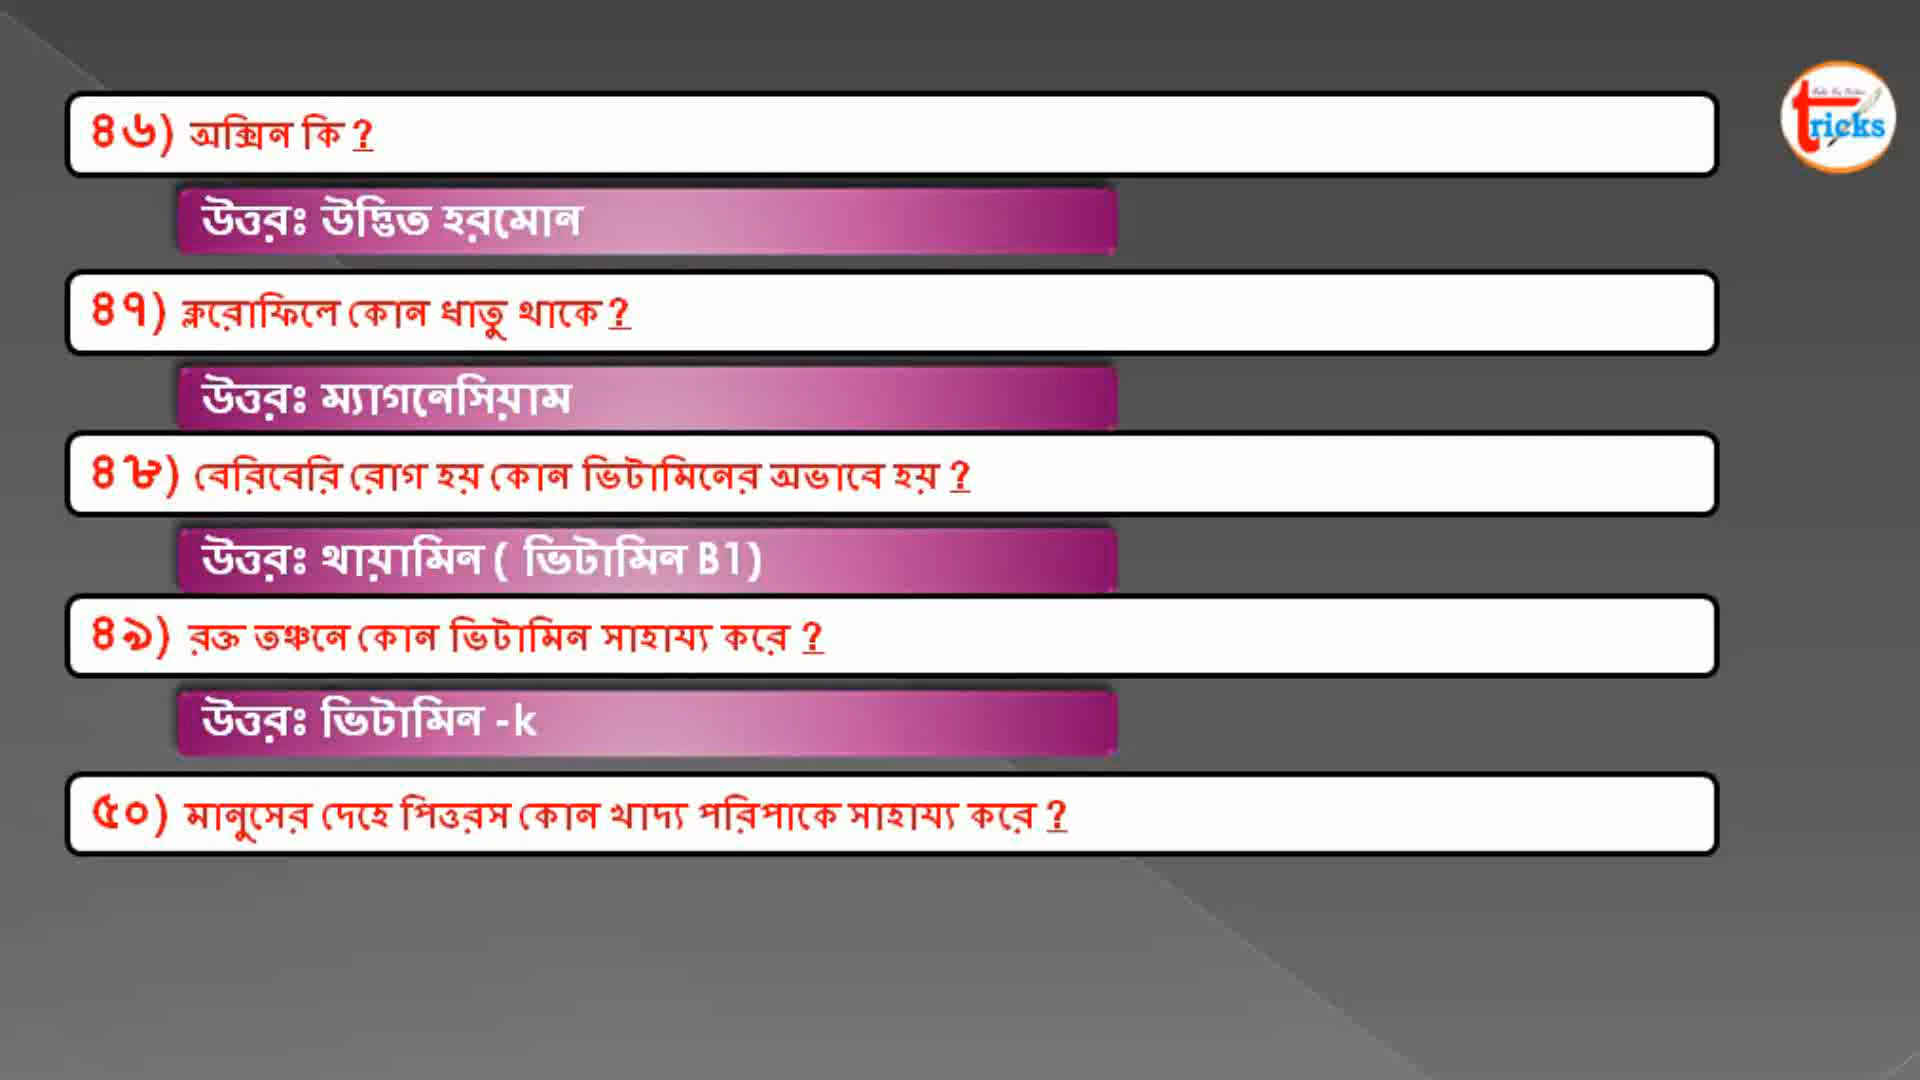 ৪৬) অক্সিন কি ?
উত্তরঃ উদ্ভিত হরমোন
৪৭) ক্লরোফিলে কোন ধাতু থাকে ?
উত্তরঃ ম্যাগনেসিয়াম
৪৮) বেরিবেরি রোগ হয় কোন ভিটামিনের অভাবে হয় ?
উত্তরঃ থায়ামিন ( ভিটামিন B1)
৪৯) রক্ত তঞ্চনে কোন ভিটামিন সাহায্য করে ?
উত্তরঃ ভিটামিন -k
৫০) মানুসের দেহে পিত্তরস কোন খাদ্য পরিপাকে সাহায্য করে ?
tricks